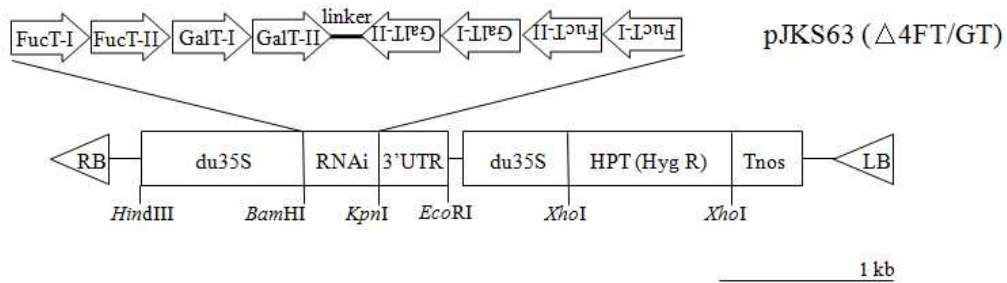 linker
FucT-I FucT-II GalT-I GalT-II GalT-II GalT-I FucT-II FucT-I
pJKS63 (△4FT/GT)
RB du35S RNAi 3'UTR du35S HPT (Hyg R) Tnos LB
HindIII BamHI KpnI EcoRI XhoI XhoI
1 kb